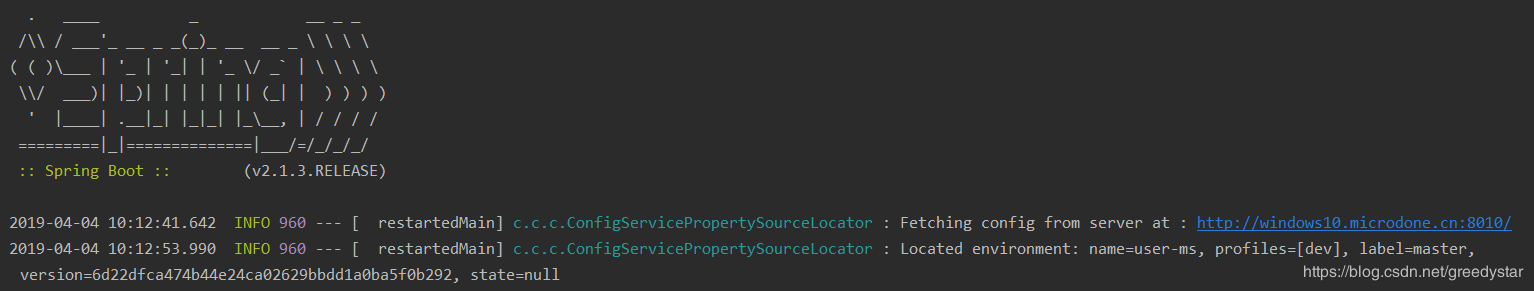 .   ____          _            __ _ _
 /\\ / ___'_ __ _ _(_)_ __  __ _ \ \ \ \
( ( )\___ | '_ | '_| | '_ \/ _` | \ \ \ \
 \\/  ___)| |_)| | | | | || (_| |  ) ) ) )
  '  |____| .__|_| |_|_| |_\__, | / / / /
 =========|_|==============|___/=/_/_/_/
 :: Spring Boot ::        (v2.1.3.RELEASE)
2019-04-04 10:12:41.642  INFO 960 --- [  restartedMain] c.c.c.ConfigServicePropertySourceLocator : Fetching config from server at : http://windows10.microdone.cn:8010/
2019-04-04 10:12:53.990  INFO 960 --- [  restartedMain] c.c.c.ConfigServicePropertySourceLocator : Located environment: name=user-ms, profiles=[dev], label=master,
 version=6d22dfca474b44e24ca02629bbdd1a0ba5f0b292, state=null
https://blog.csdn.net/greedystar